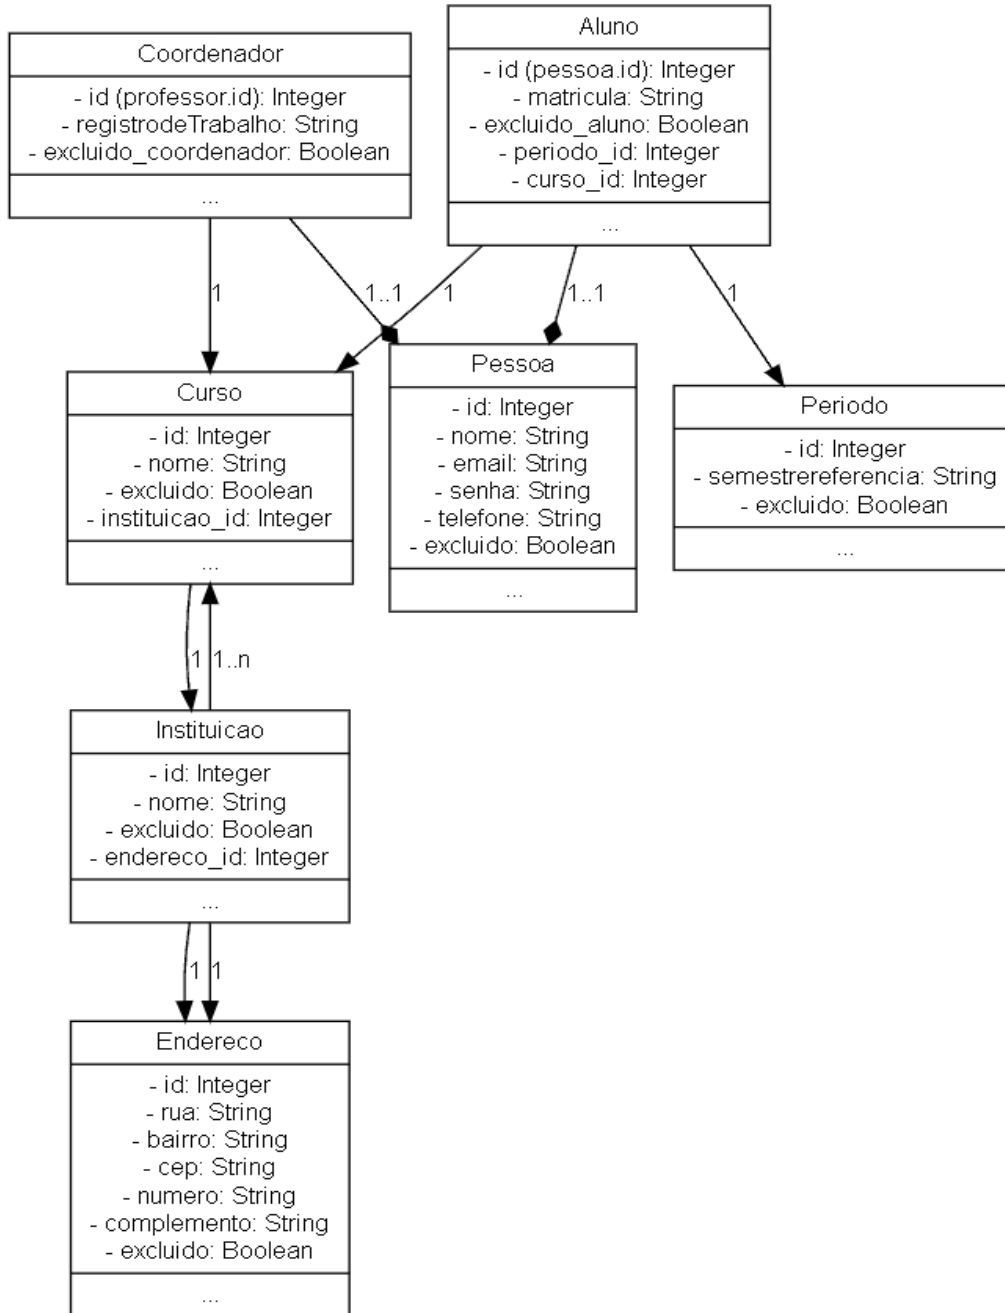 Coordenador
- id (professor.id): Integer
- registrodeTrabalho: String
- excluido_coordenador: Boolean
...
Aluno
- id (pessoa.id): Integer
- matricula: String
- excluido_aluno: Boolean
- periodo_id: Integer
- curso_id: Integer
...
1
1..1
1
1..1
1
Curso
- id: Integer
- nome: String
- excluido: Boolean
- instituicao_id: Integer
...
Pessoa
- id: Integer
- nome: String
- email: String
- senha: String
- telefone: String
- excluido: Boolean
...
Periodo
- id: Integer
- semestrereferencia: String
- excluido: Boolean
...
1
1..n
Instituicao
- id: Integer
- nome: String
- excluido: Boolean
- endereco_id: Integer
...
1
1
Endereco
- id: Integer
- rua: String
- bairro: String
- cep: String
- numero: String
- complemento: String
- excluido: Boolean
...